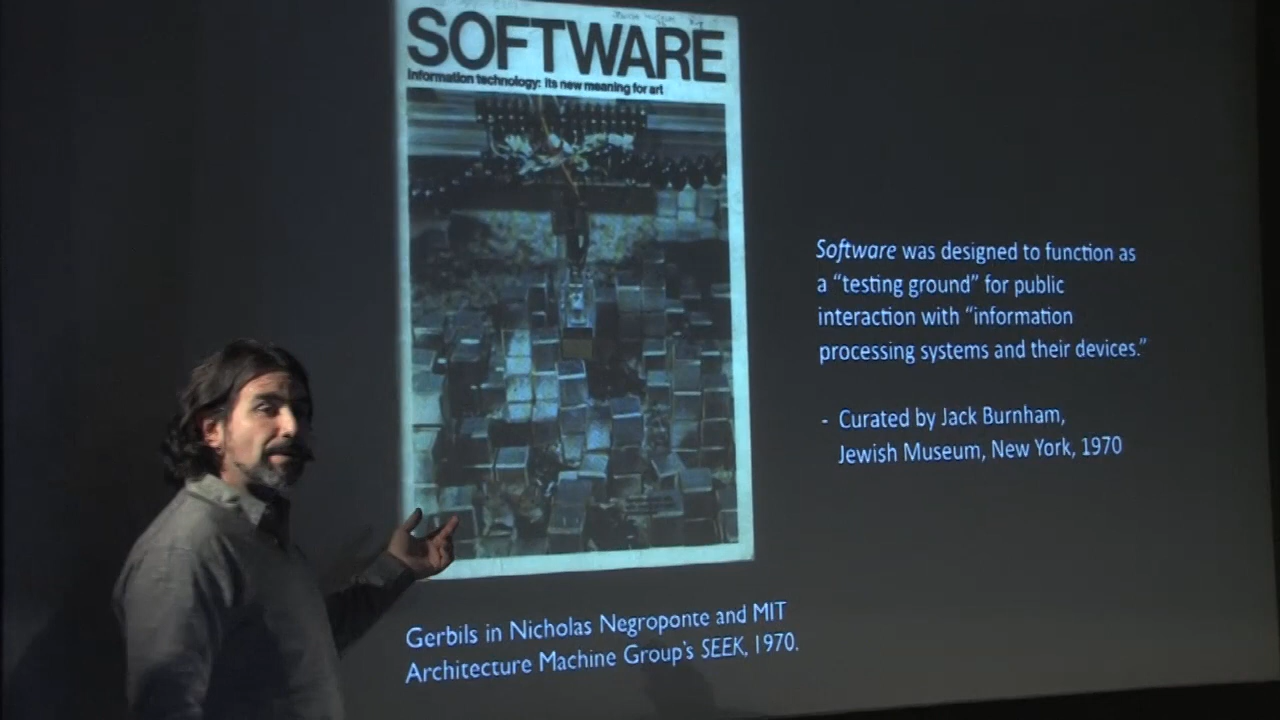 SOFTWARE
Information technology: its new meaning for art
Software was designed to function as
a “testing ground” for public
interaction with “information
processing systems and their devices.”
- Curated by Jack Burnham,
Jewish Museum, New York, 1970
Gerbils in Nicholas Negroponte and MIT
Architecture Machine Group's SEEK, 1970.